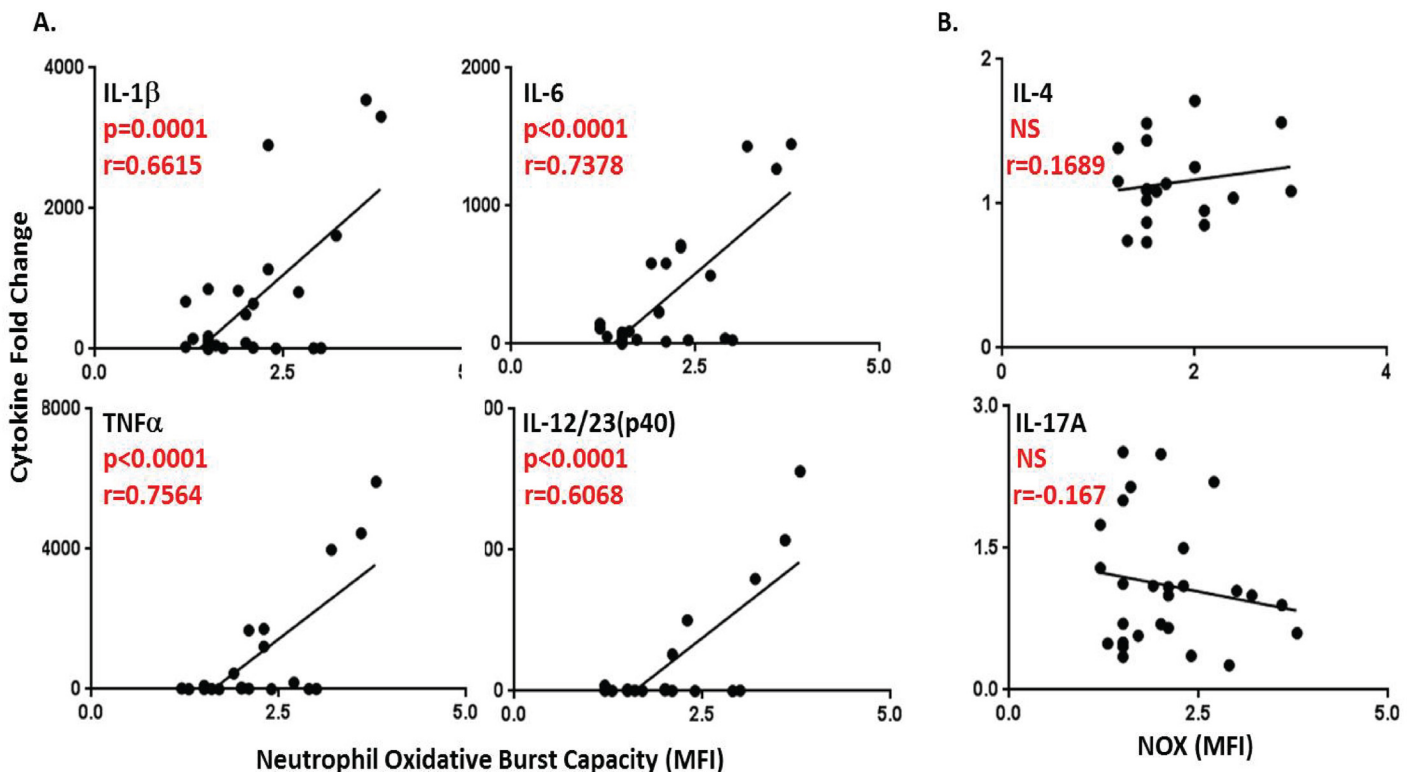 A.
B.
Cytokine Fold Change
4000
2000
0
0.0
2.5
5
IL-1β
p=0.0001
r=0.6615
2000
1000
0
0.0
2.5
5.0
IL-6
p<0.0001
r=0.7378
2
1
0
0
2
4
IL-4
NS
r=0.1689
8000
4000
0
0.0
2.5
5.0
TNFα
p<0.0001
r=0.7564
00
00
0
0.0
2.5
5.0
IL-12/23(p40)
p<0.0001
r=0.6068
3.0
1.5
0.0
0.0
2.5
5.0
IL-17A
NS
r=-0.167
Neutrophil Oxidative Burst Capacity (MFI)
NOX (MFI)